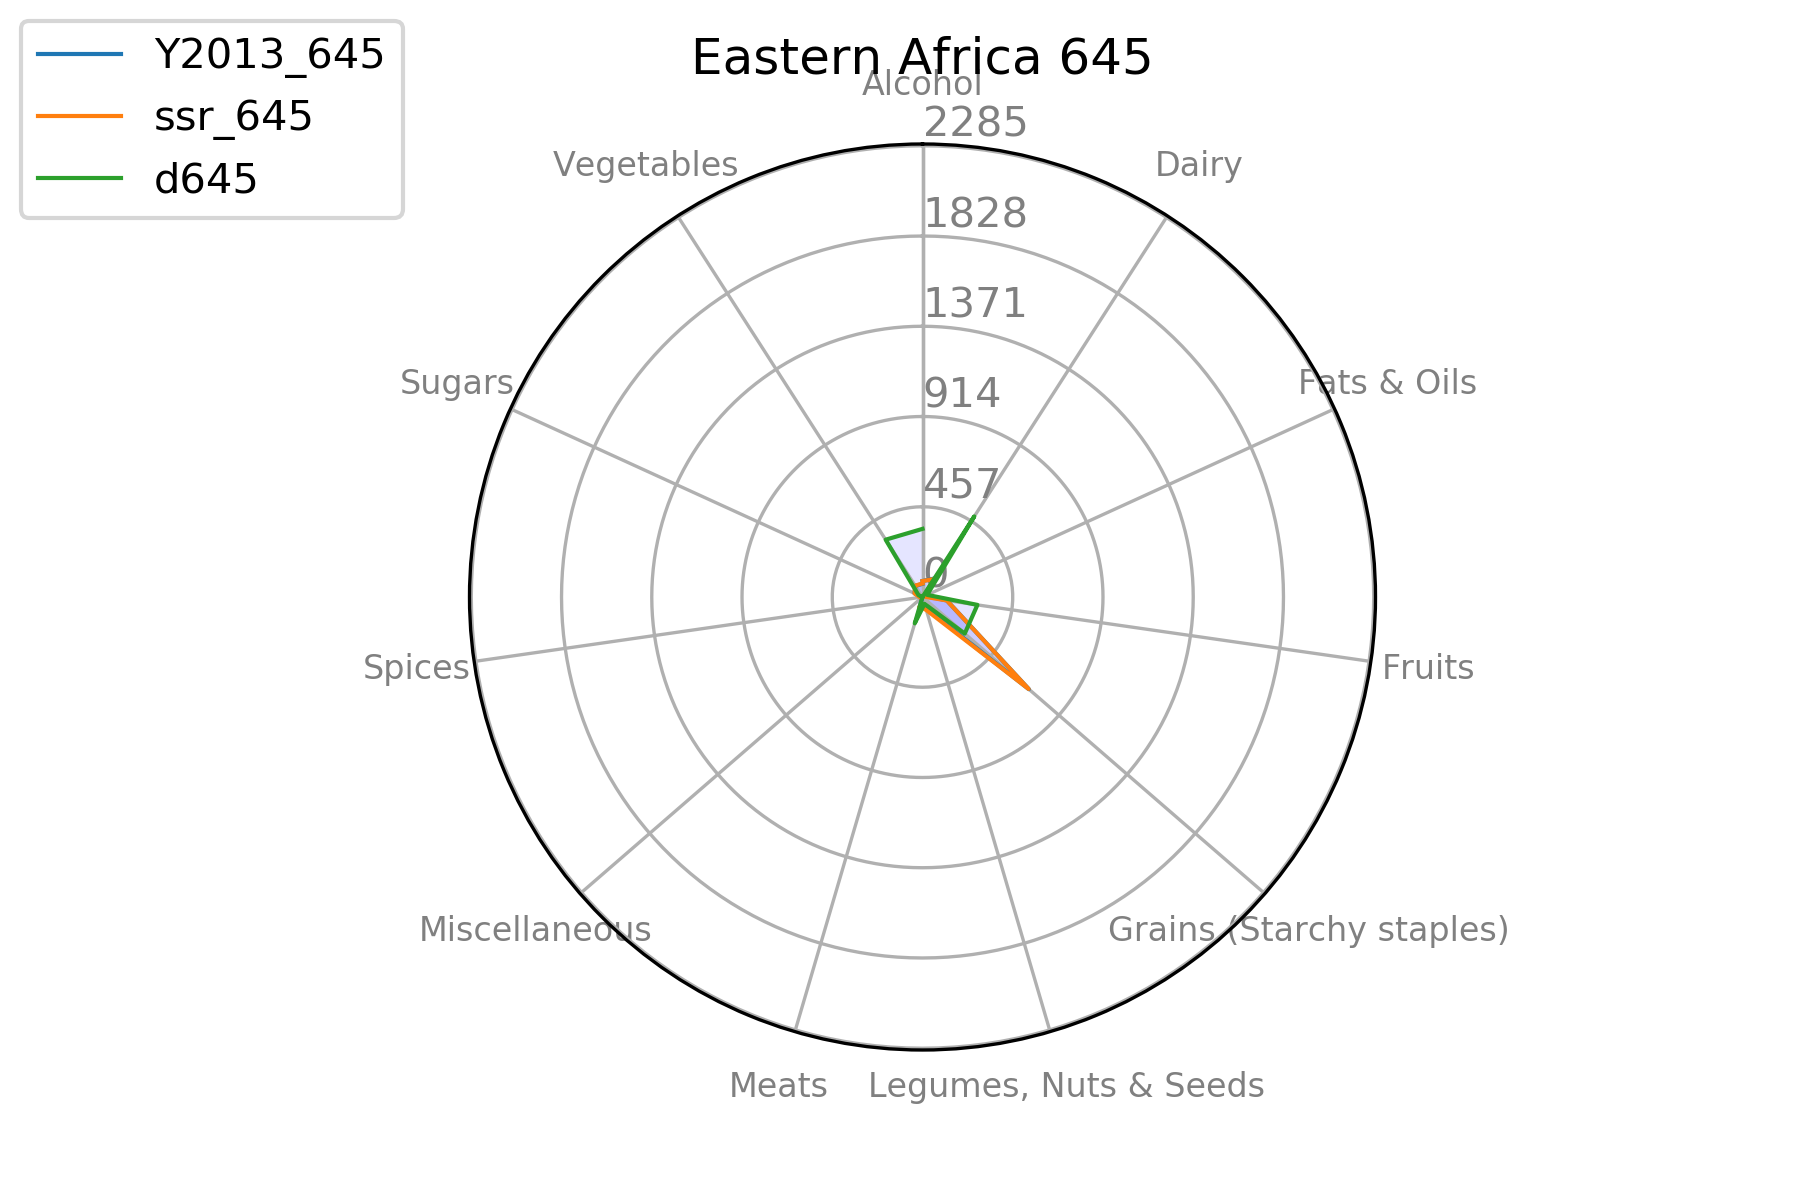 Eastern Africa 645
Y2013_645
ssr_645
d645
Alcohol
2285
Vegetables
Dairy
1828
1371
Sugars
Fats & Oils
914
457
0
Spices
Fruits
Miscellaneous
Grains (Starchy staples)
Meats
Legumes, Nuts & Seeds